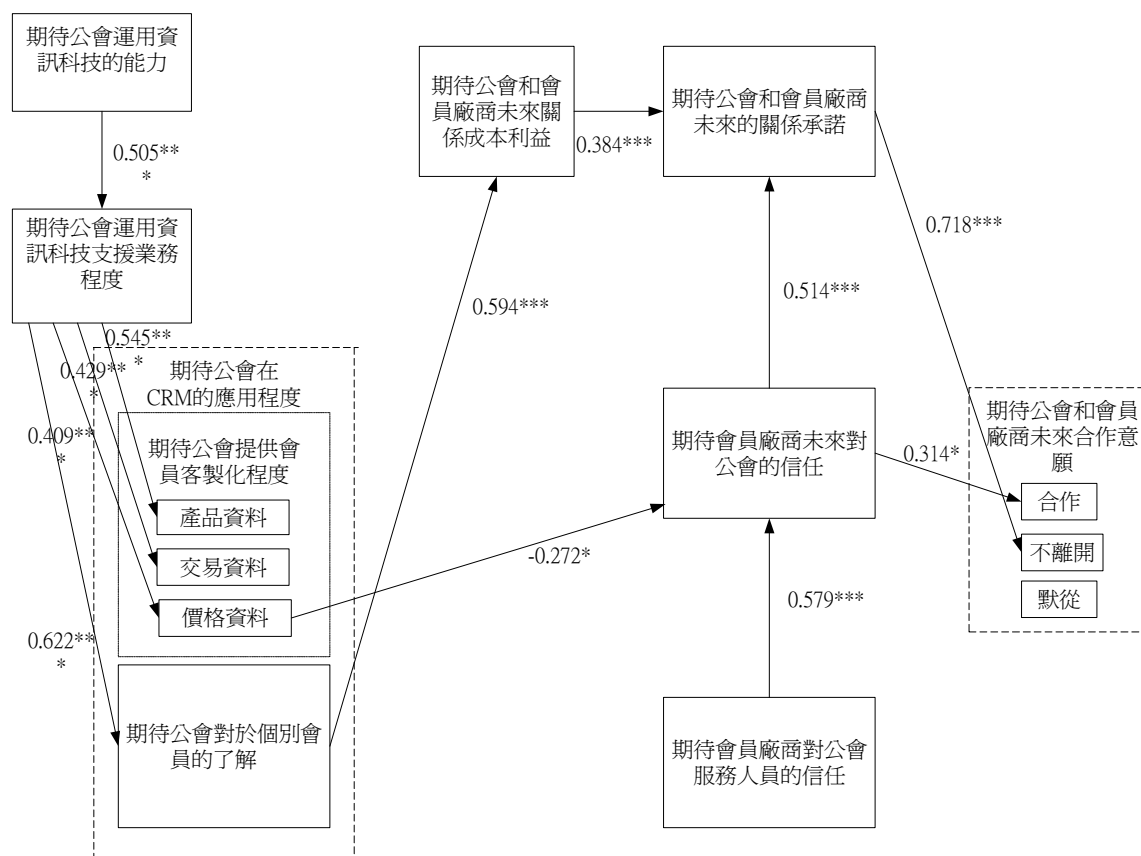 期待公會運用資
訊科技的能力
0.505**
*
期待公會運用資
訊科技支援業務
程度
0.545**
*
0.429**
*
0.409**
*
0.622**
*
期待公會在
CRM的應用程度
期待公會提供會
員客製化程度
產品資料
交易資料
價格資料
期待公會對於個別會
員的了解
期待公會和會
員廠商未來關
係成本利益
0.384***
0.594***
-0.272*
期待公會和會員廠商
未來的關係承諾
0.718***
0.514***
期待會員廠商未來對
公會的信任
0.314*
0.579***
期待會員廠商對公會
服務人員的信任
期待公會和會員
廠商未來合作意
願
合作
不離開
默從